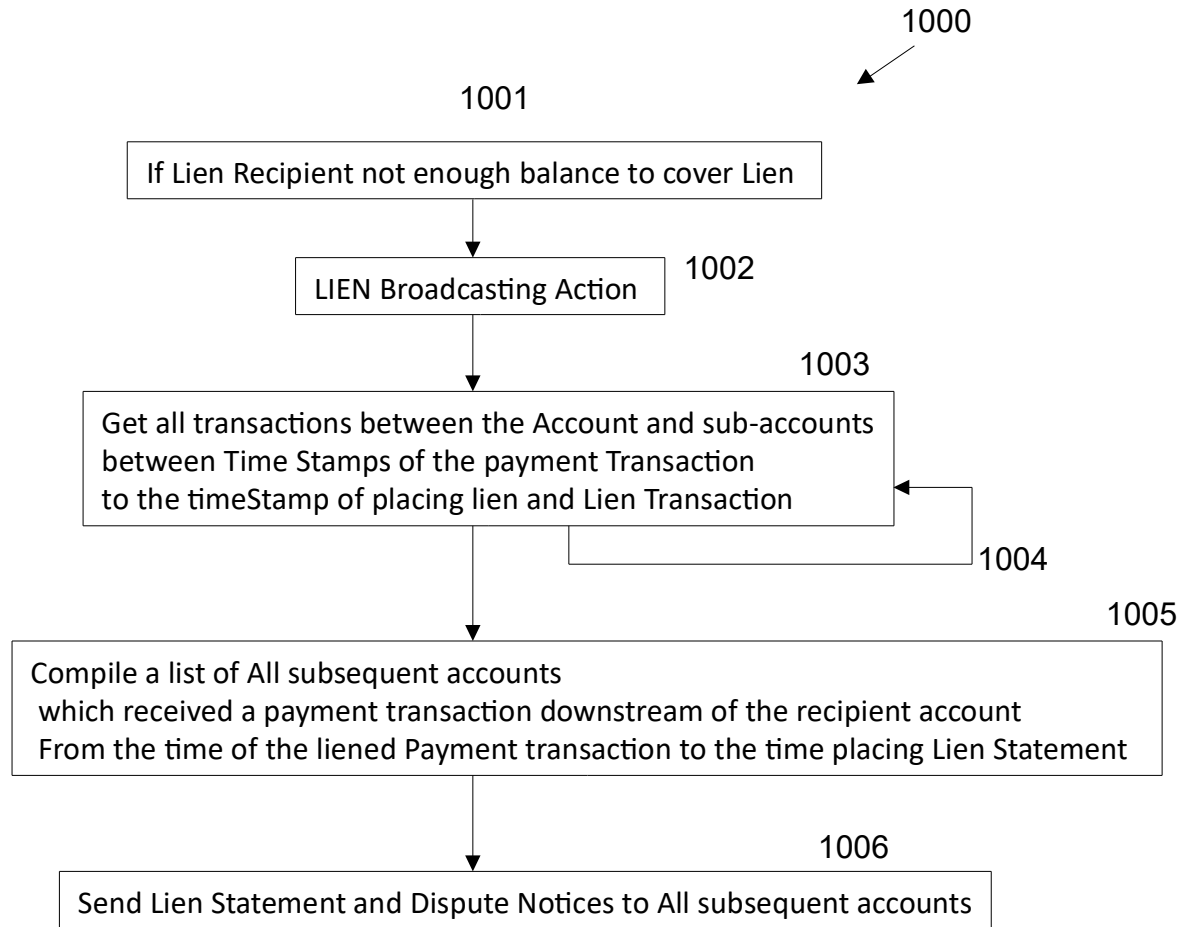 1000
1001
If Lien Recipient not enough balance to cover Lien
LIEN Broadcasting Action
1002
1003
Get all transactions between the Account and sub-accounts
between Time Stamps of the payment Transaction
to the timeStamp of placing lien and Lien Transaction
1004
1005
Compile a list of All subsequent accounts
which received a payment transaction downstream of the recipient account
From the time of the liened Payment transaction to the time placing Lien Statement
1006
Send Lien Statement and Dispute Notices to All subsequent accounts